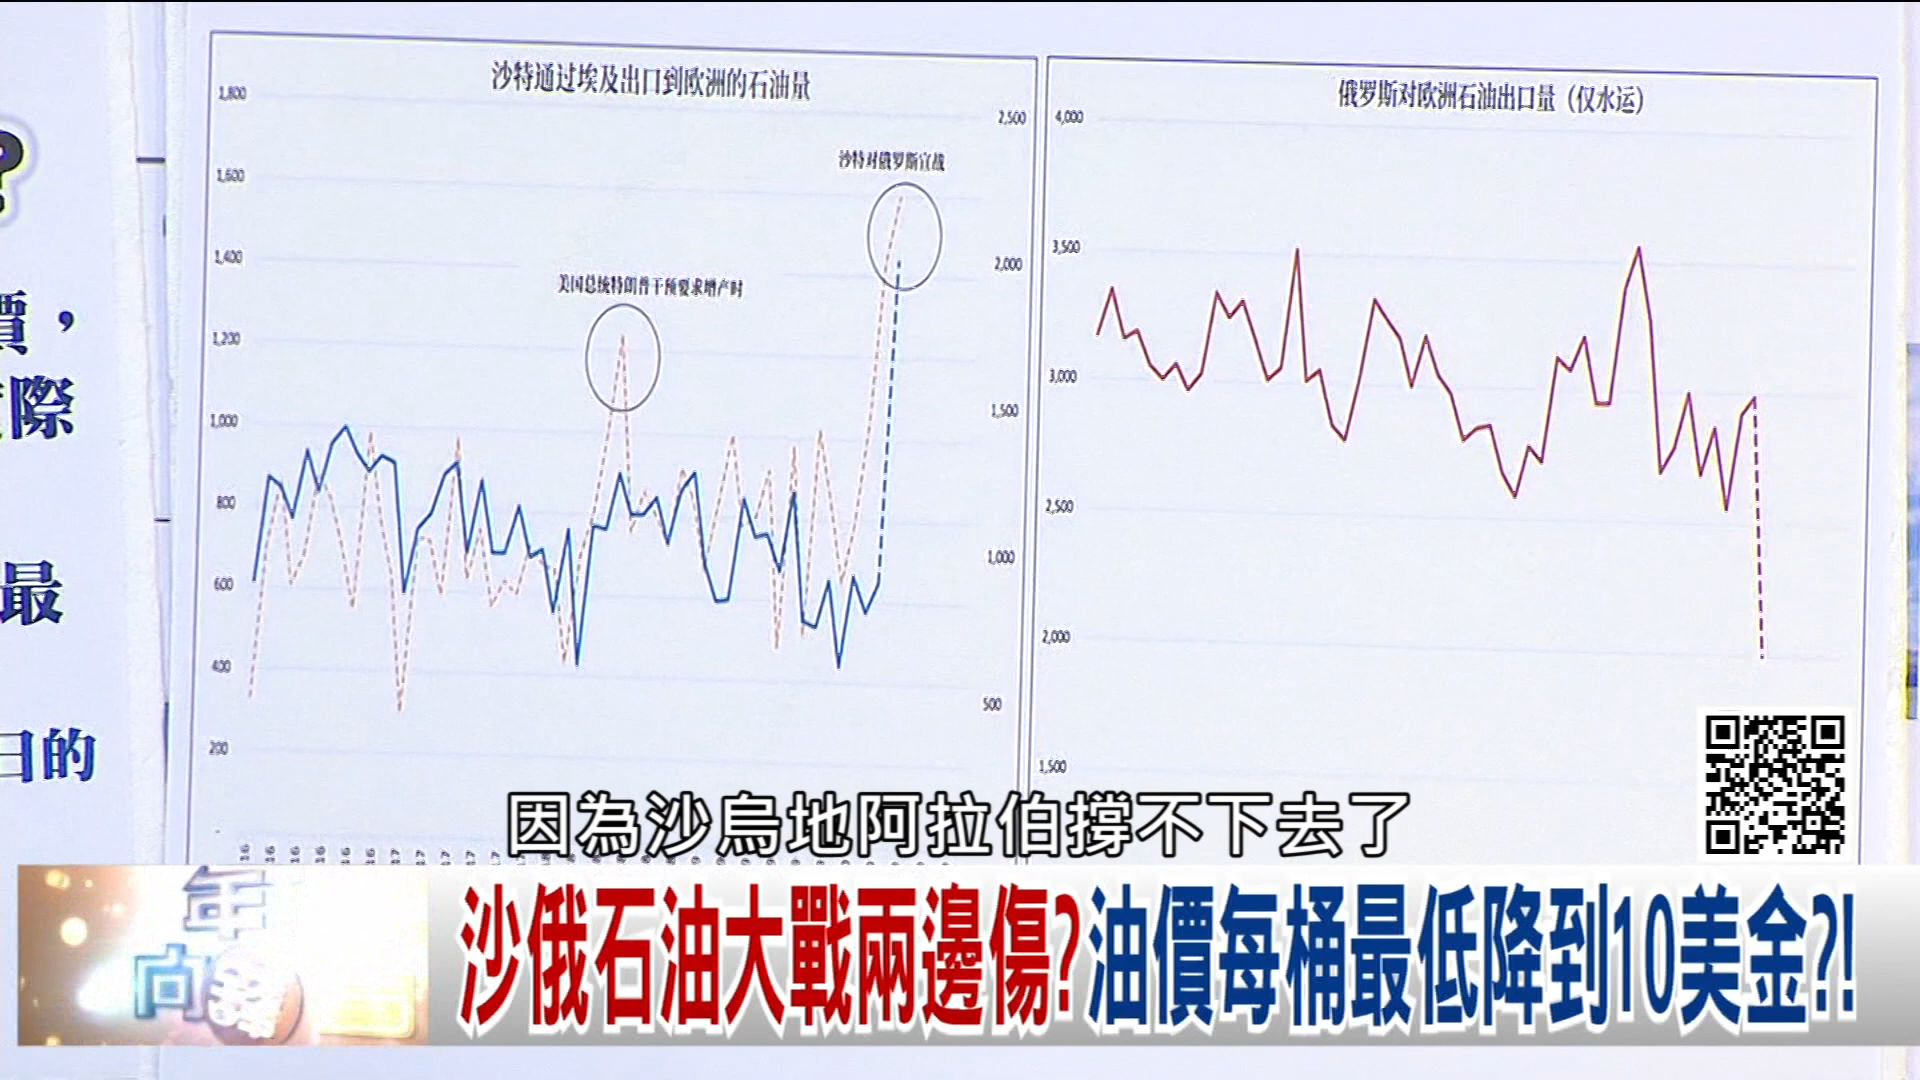 ?
價，
際
最
日的
沙特通过埃及出口到欧洲的石油量
1,800
1,600
1,400
1,200
1,000
800
600
400
200
-
2,500
2,000
1,500
1,000
500
沙特对俄罗斯宣战
美国总统特朗普干预要求增产时
俄罗斯对欧洲石油出口量（仅水运）
4,000
3,500
3,000
2,500
2,000
1,500
因為沙烏地阿拉伯撐不下去了
年
向
沙俄石油大戰兩邊傷?油價每桶最低降到10美金?!